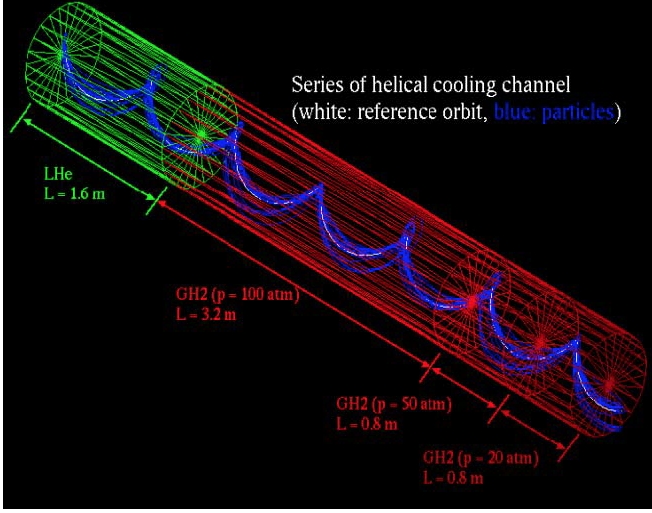 Series of helical cooling channel
(white: reference orbit, blue: particles)
LHe
L = 1.6 m
GH2 (p = 100 atm)
L = 3.2 m
GH2 (p = 50 atm)
L = 0.8 m
GH2 (p = 20 atm)
L = 0.8 m